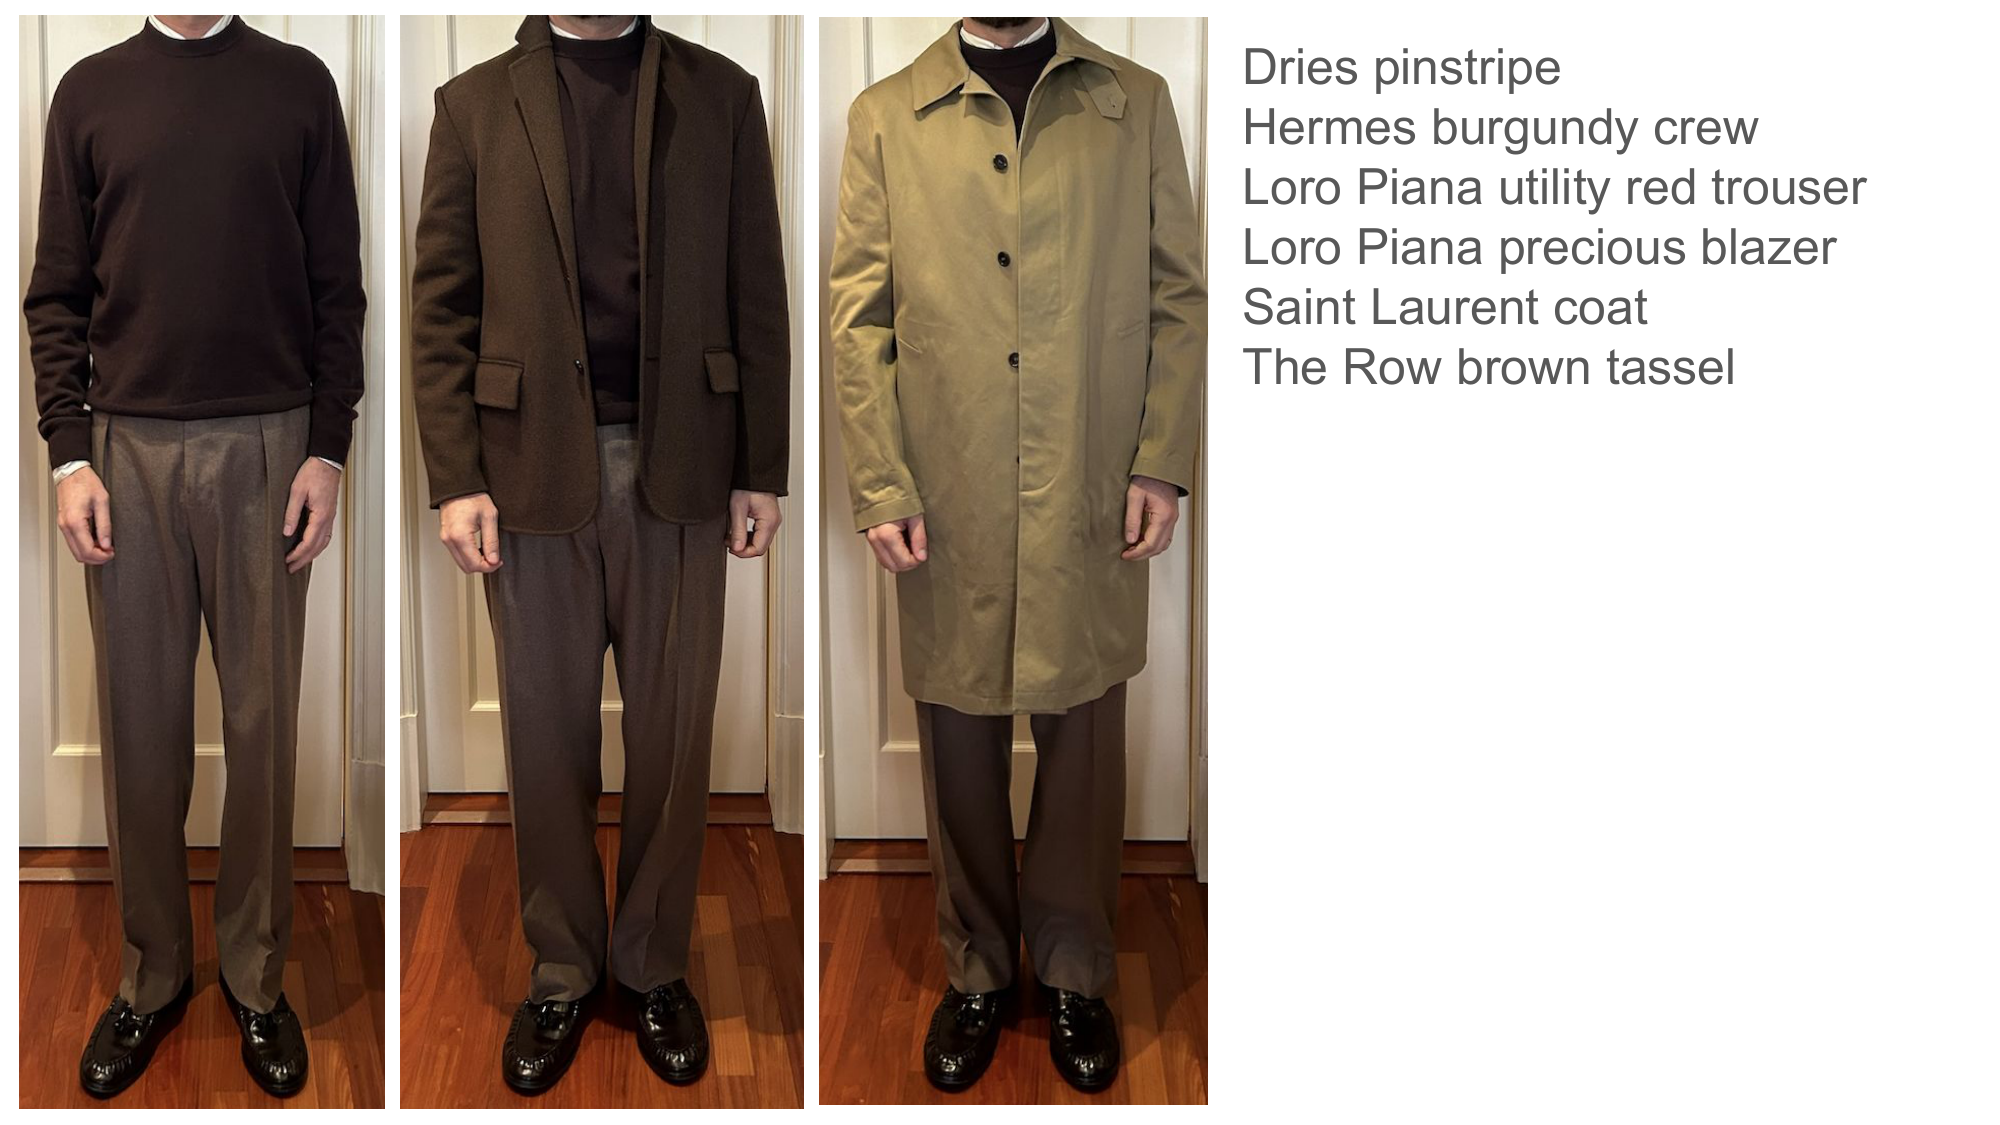 Dries pinstripe
Hermes burgundy crew
Loro Piana utility red trouser
Loro Piana precious blazer
Saint Laurent coat
The Row brown tassel